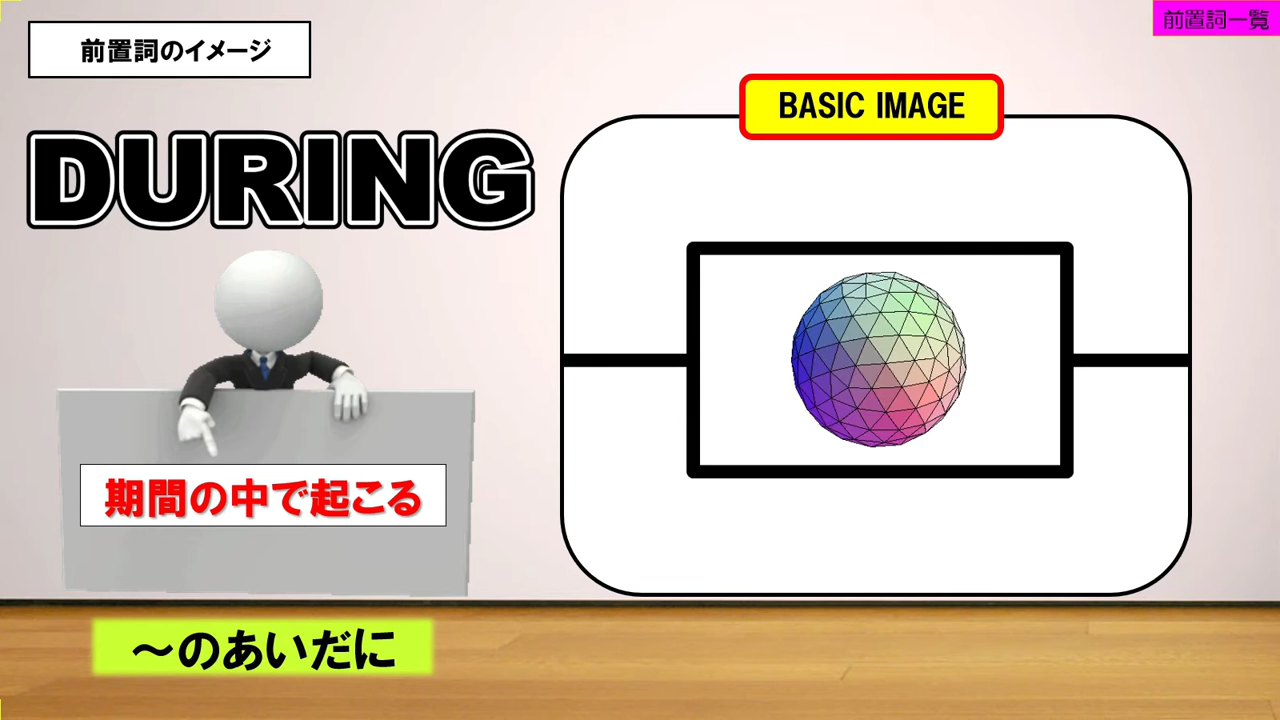 前置詞一覧
前置詞のイメージ
BASIC IMAGE
DURING
期間の中で起こる
～のあいだに